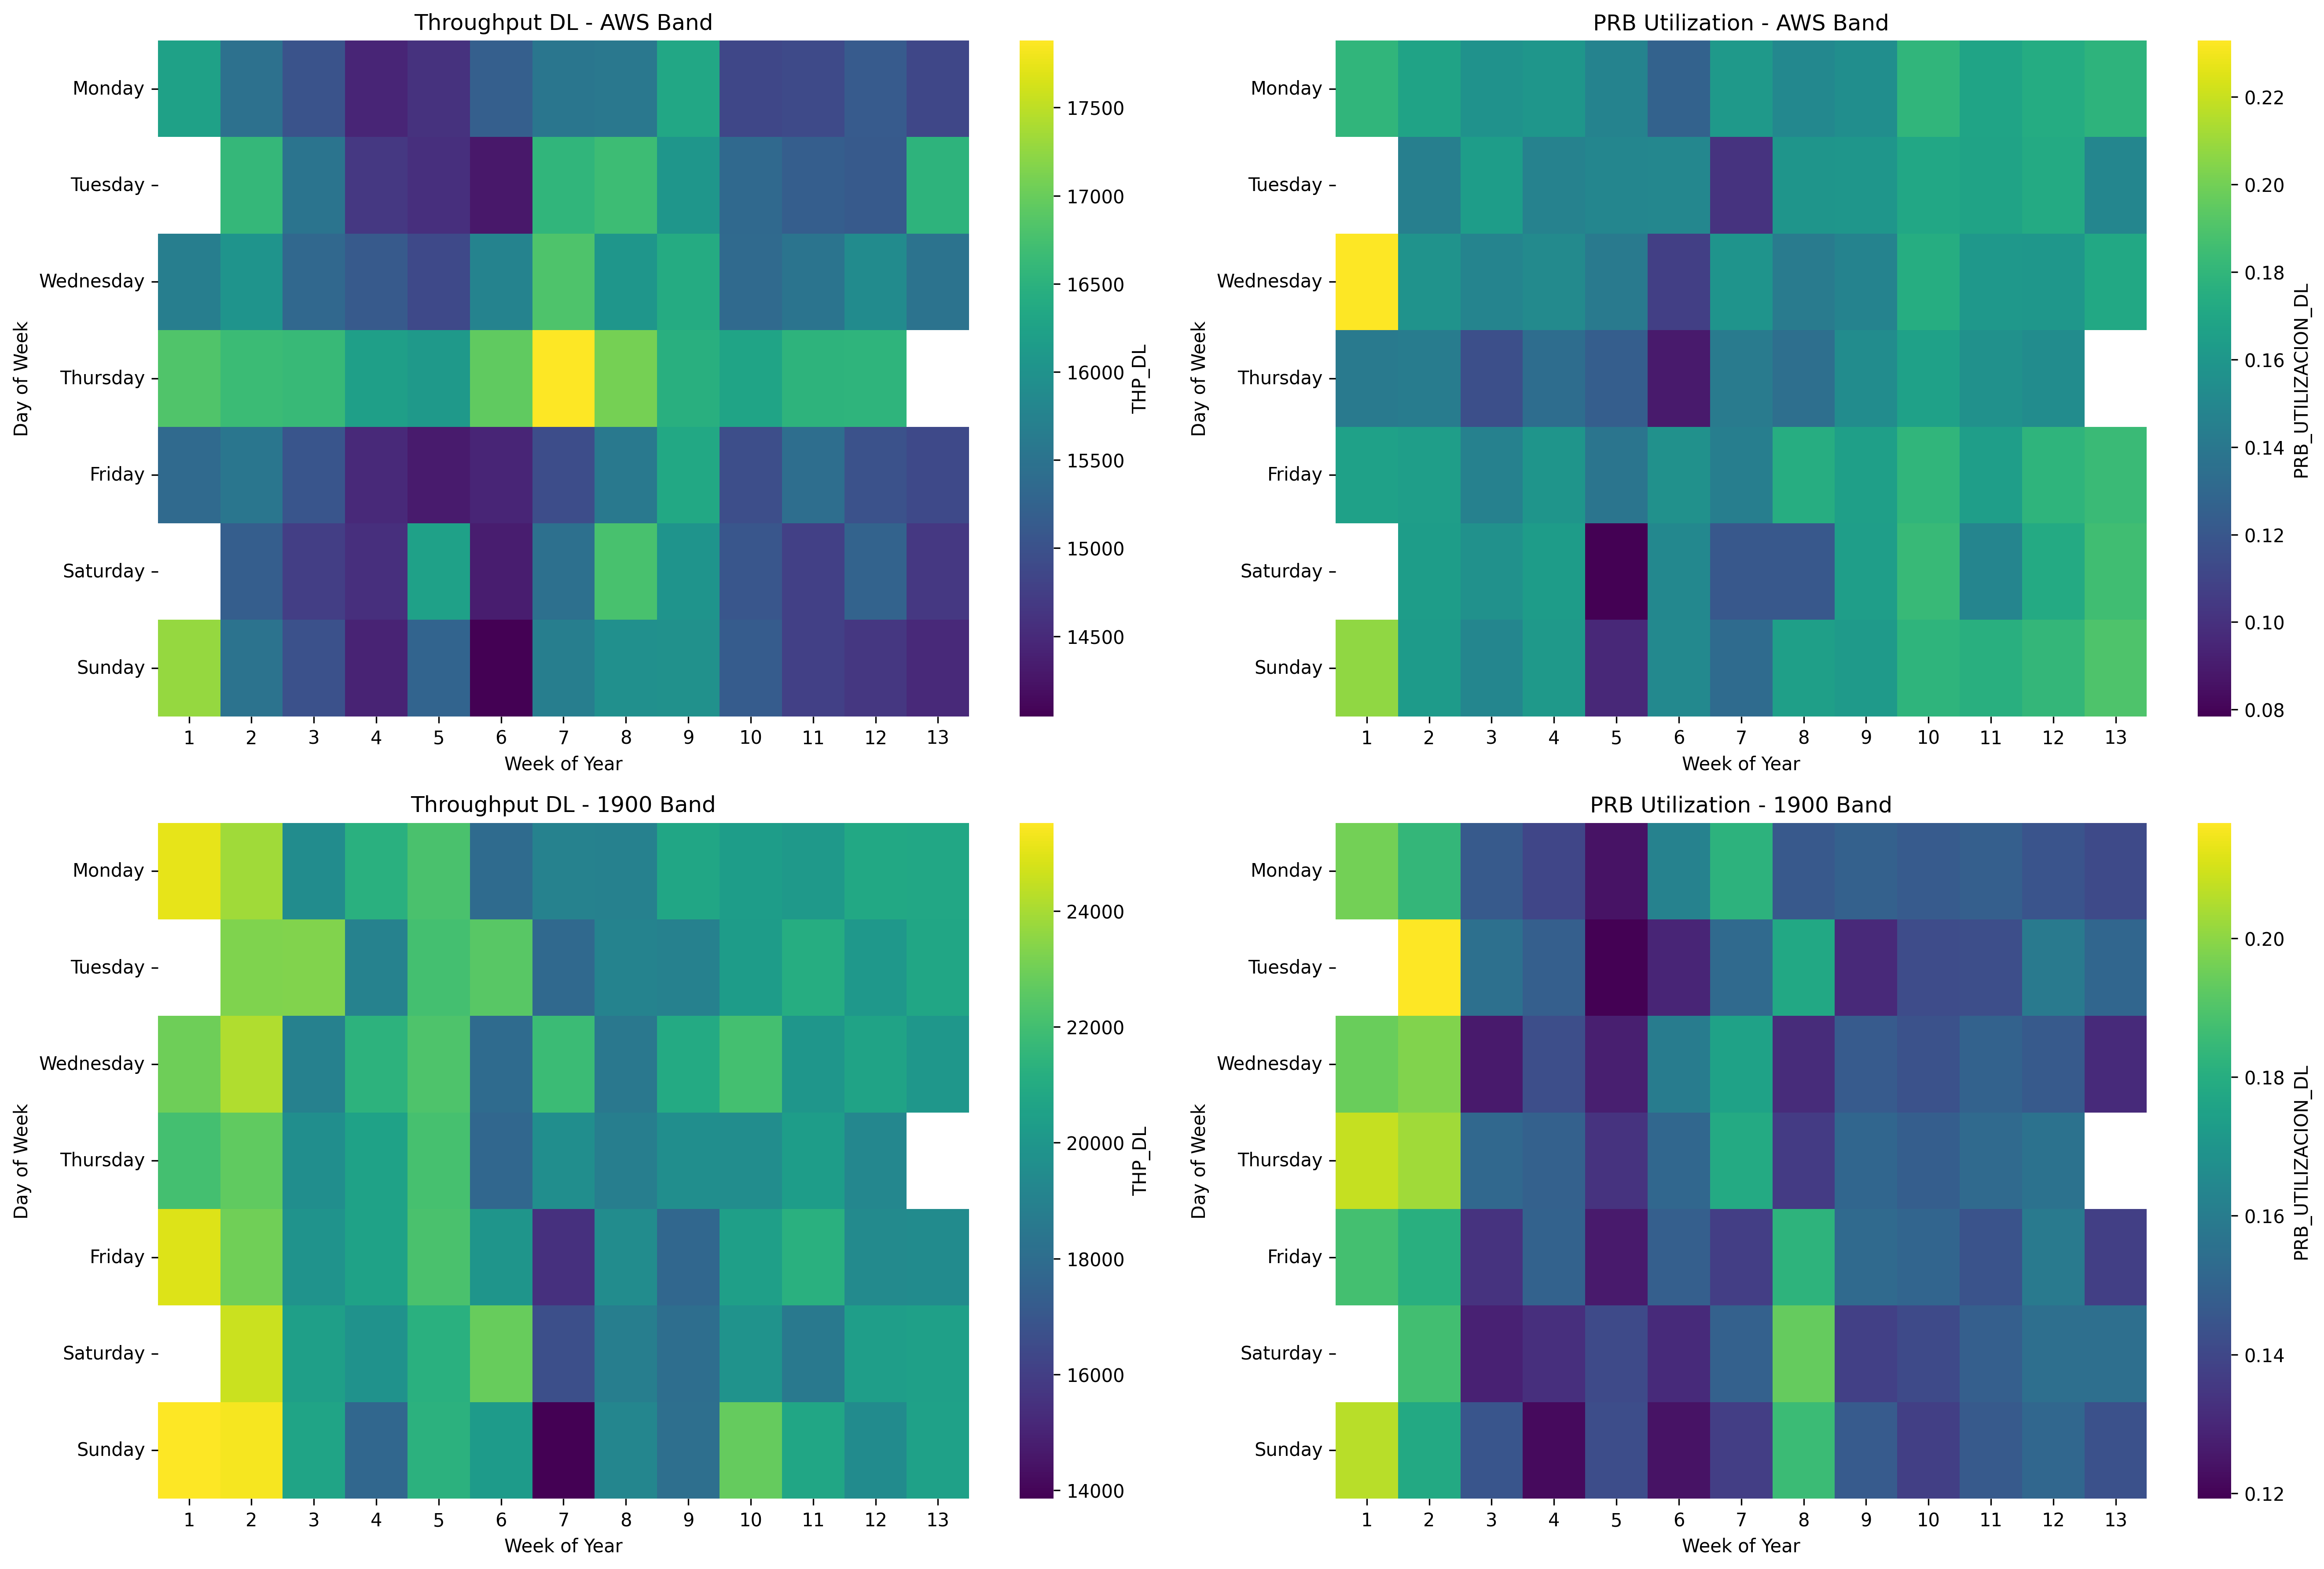 Throughput DL - AWS Band
Monday
Tuesday
Wednesday
Thursday
Friday
Saturday
Sunday
Day of Week
1 2 3 4 5 6 7 8 9 10 11 12 13
Week of Year
17500
17000
16500
16000
15500
15000
14500
THP_DL
PRB Utilization - AWS Band
Monday
Tuesday
Wednesday
Thursday
Friday
Saturday
Sunday
Day of Week
1 2 3 4 5 6 7 8 9 10 11 12 13
Week of Year
0.22
0.20
0.18
0.16
0.14
0.12
0.10
0.08
PRB_UTILIZACION_DL
Throughput DL - 1900 Band
Monday
Tuesday
Wednesday
Thursday
Friday
Saturday
Sunday
Day of Week
1 2 3 4 5 6 7 8 9 10 11 12 13
Week of Year
24000
22000
20000
18000
16000
14000
THP_DL
PRB Utilization - 1900 Band
Monday
Tuesday
Wednesday
Thursday
Friday
Saturday
Sunday
Day of Week
1 2 3 4 5 6 7 8 9 10 11 12 13
Week of Year
0.20
0.18
0.16
0.14
0.12
PRB_UTILIZACION_DL